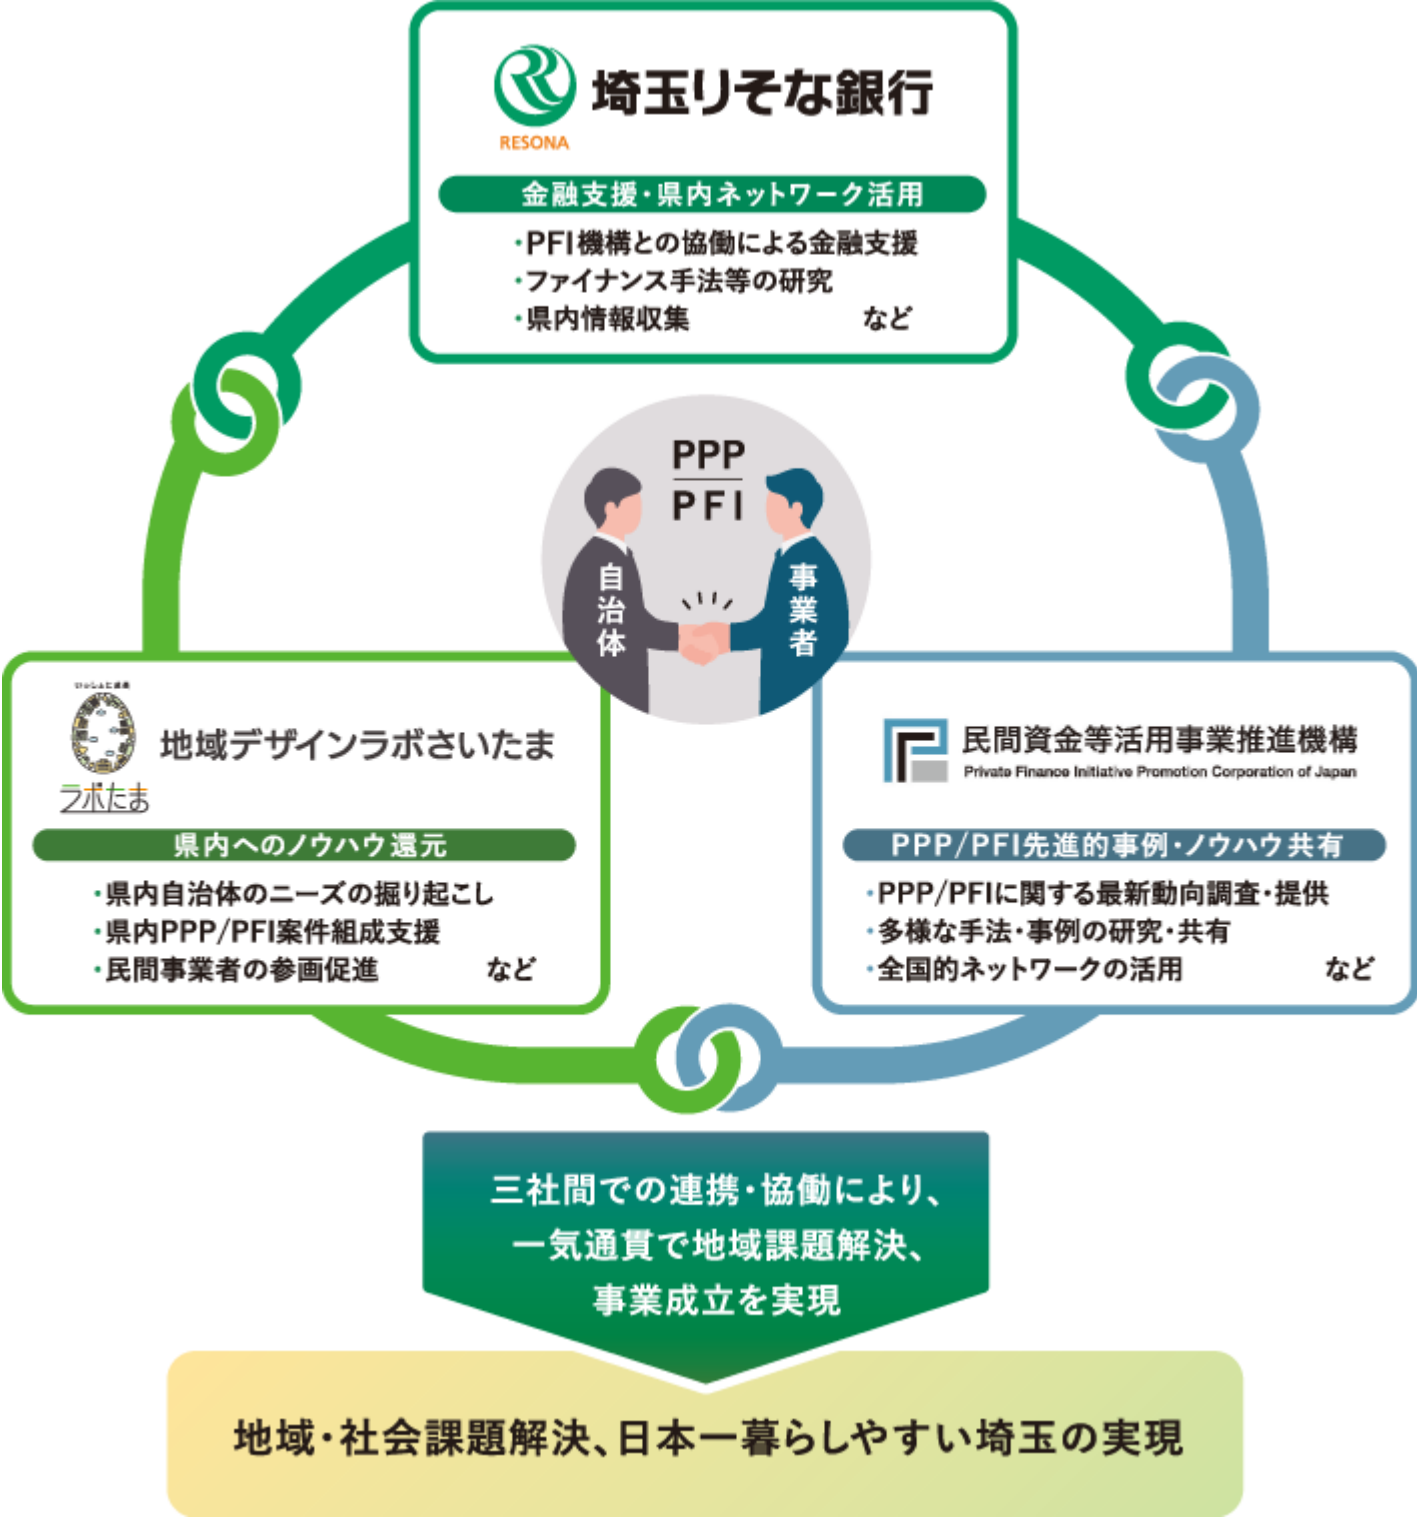 埼玉りそな銀行
RESONA
金融支援・県内ネットワーク活用
・PFI機構との協働による金融支援
・ファイナンス手法等の研究
・県内情報収集 など
PPP
PFI
自治体
事業者
いっしょに未来
ラボたま
地域デザインラボさいたま
県内へのノウハウ還元
・県内自治体のニーズの掘り起こし
・県内PPP/PFI案件組成支援
・民間事業者の参画促進 など
民間資金等活用事業推進機構
Private Finance Initiative Promotion Corporation of Japan
PPP/PFI先進的事例・ノウハウ共有
・PPP/PFIに関する最新動向調査・提供
・多様な手法・事例の研究・共有
・全国的ネットワークの活用 など
三社間での連携・協働により、
一気通貫で地域課題解決、
事業成立を実現
地域・社会課題解決、日本一暮らしやすい埼玉の実現